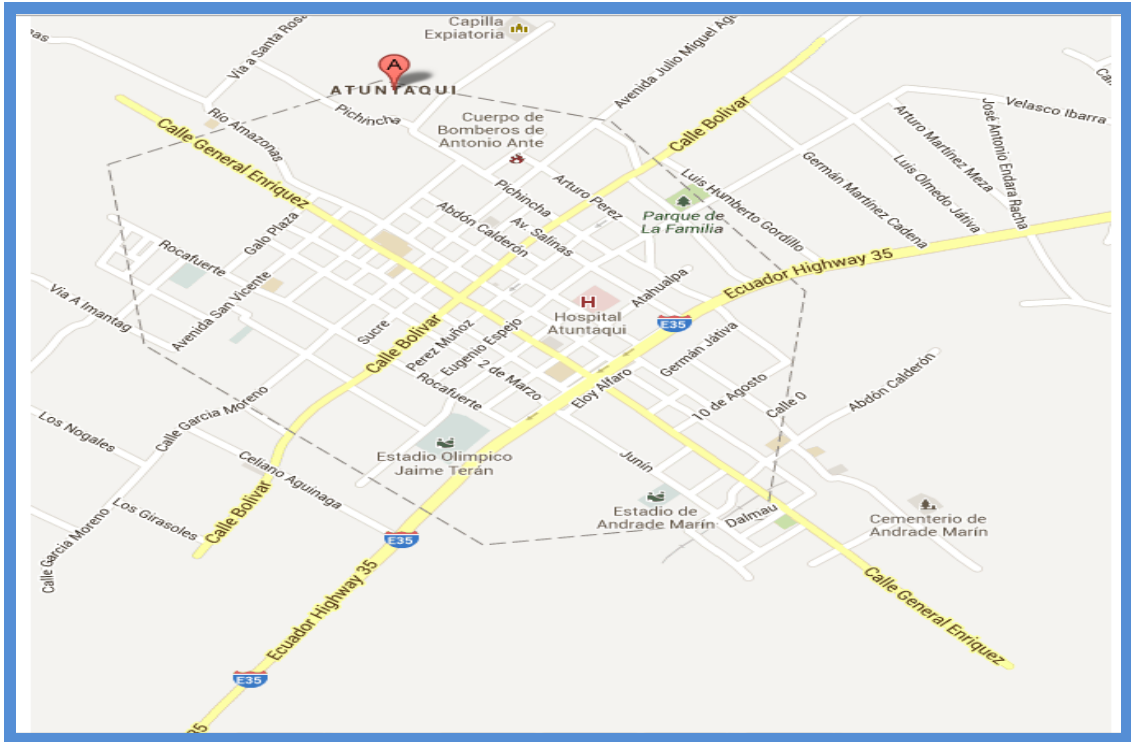 Capilla
Expiatoria
Via a Santa Rosa
Avenida Julio Miguel
A
ATUNTAQUI
Pichincha
Rio Amazonas
Cuerpo de
Bomberos de
Antonio Ante
Calle Bolivar
Velasco Ibarra
Arturo Martínez Meza
José Antonio Endara Racha
Calle General Enriquez
Luis Olmedo Játiva
Germán Martínez Cadena
Luis Humberto Gordillo
Pichincha
Arturo Perez
Abdón Calderón
Av. Salinas
Parque de
La Familia
Galo Plaza
Rocafuerte
Ecuador Highway 35
Atahualpa
Via A Imantag
Avenida San Vicente
H
Hospital
Atuntaqui
E35
Sucre
Calle Bolivar
Perez Muñoz
Eugenio Espejo
Germán Játiva
2 de Marzo
Rocafuerte
Eloy Alfaro
10 de Agosto
Calle 0
Abdón Calderón
Calle Garcia Moreno
Los Nogales
Celiano Aguinaga
Estadio Olimpico
Jaime Terán
Junín
Los Girasoles
Calle Bolivar
Estadio de
Andrade Marín
Dalmau
Cementerio de
Andrade Marín
Calle Garcia Moreno
E35
Ecuador Highway 35
Calle General Enriquez
E35
35